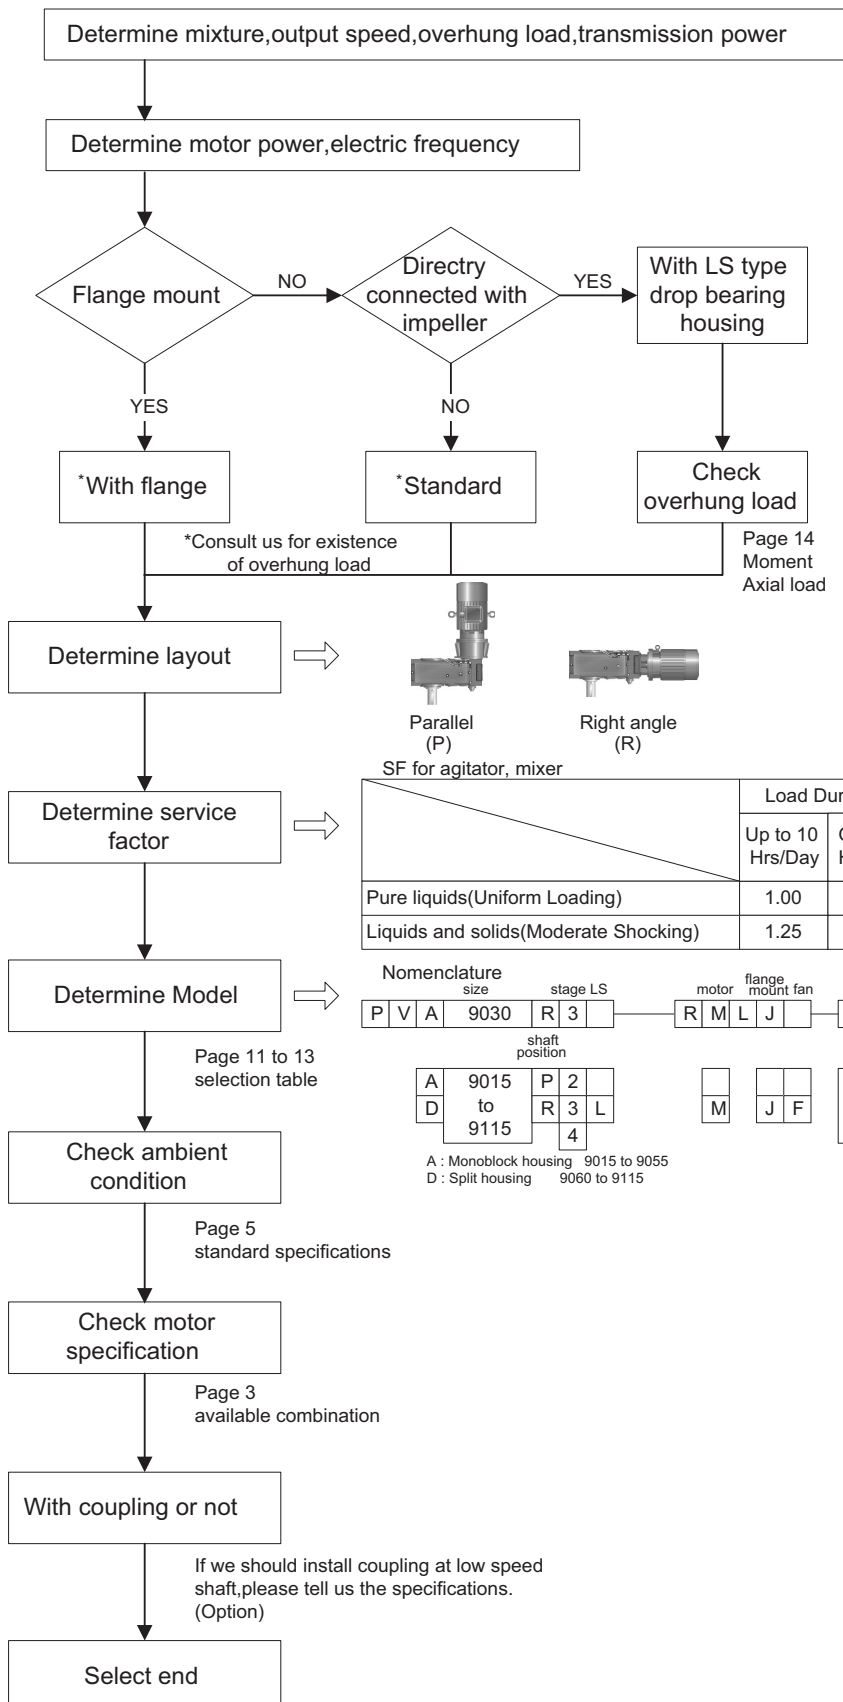 Determine mixture,output speed,overhung load,transmission power
Determine motor power,electric frequency
Flange mount
NO
Directry
connected with
impeller
YES
With LS type
drop bearing
housing
YES
NO
*With flange
*Standard
Check
overhung load
*Consult us for existence
of overhung load
Page 14
Moment
Axial load
Determine layout
Parallel
(P)
Right angle
(R)
SF for agitator, mixer
Determine service
factor
Load Dur
Up to 10
Hrs/Day
Pure liquids(Uniform Loading)
1.00
Liquids and solids(Moderate Shocking)
1.25
Determine Model
Nomenclature
size
stage LS
motor
flange
mount fan
P V A 9030 R 3
R M L J
shaft
position
Page 11 to 13
selection table
A 9015 P 2
D to R 3 L
9115 4
M J F
A : Monoblock housing 9015 to 9055
D : Split housing 9060 to 9115
Check ambient
condition
Page 5
standard specifications
Check motor
specification
Page 3
available combination
With coupling or not
If we should install coupling at low speed
shaft,please tell us the specifications.
(Option)
Select end